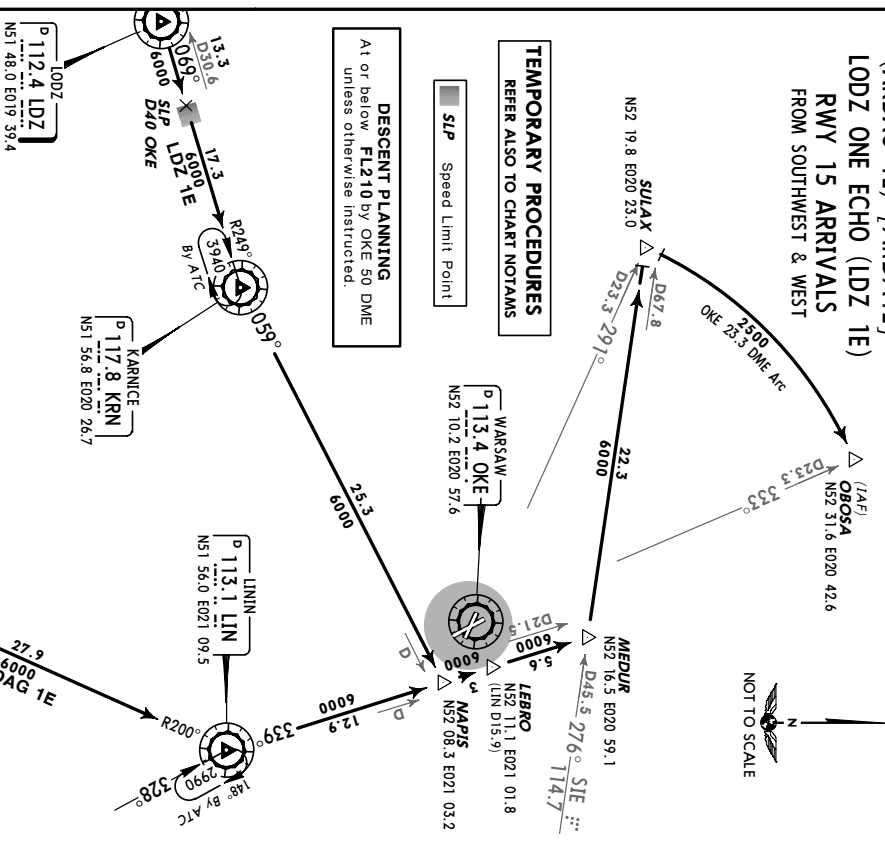 LODZ ONE ECHO (LDZ 1E)
RWY 15 ARRIVALS
FROM SOUTHWEST & WEST
TEMPORARY PROCEDURES
REFER ALSO TO CHART NOTAMS
SLP Speed Limit Point
DESCENT PLANNING
At or below FL210 by OKE 50 DME
unless otherwise instructed.
NOT TO SCALE
N
(IAF)
OBOSA
N52 31.6 E020 42.6
D23.3 333°
2500
OKE 23.3 DME Arc
SULAX
N52 19.8 E020 23.0
D67.8
D23.3 291°
22.3
6000
MEDUR
N52 16.5 E020 59.1
D45.5 276° SIE
114.7
D21.5
6000
5.6
LEBRO
N52 11.1 E021 01.8
(LIN D15.9)
6000
3
NAPIS
N52 08.3 E021 03.2
D
D
WARSAW
D 113.4 OKE
N52 10.2 E020 57.6
LODZ
D 112.4 LDZ
N51 48.0 E019 39.4
069°
6000
13.3
D30.6
SLP
D40 OKE
17.3
6000
LDZ 1E
R249°
3940
By ATC
059°
25.3
6000
KARNICE
D 117.8 KRN
N51 56.8 E020 26.7
LININ
D 113.1 LIN
N51 56.0 E021 09.5
339°
6000
12.9
R200°
2990
148° By ATC
328°
27.9
6000
AG 1E